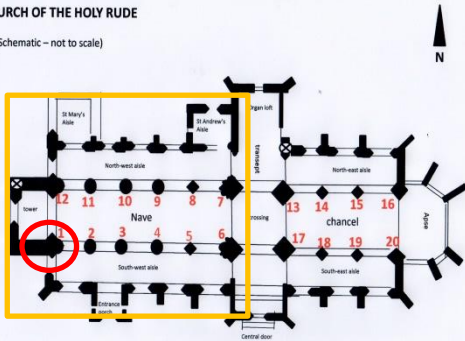 URCH OF THE HOLY RUDE
Schematic – not to scale)
N
St Mary's
Aisle
St Andrew's
Aisle
rgan loft
North-west aisle
transept
North-east aisle
12 11 10 9 8 7
13 14 15 16
tower
Nave
rossing
chancel
Apse
1 2 3 4 5 6
17 18 19 20
South-west aisle
South-east aisle
Entrance
porch
Central door